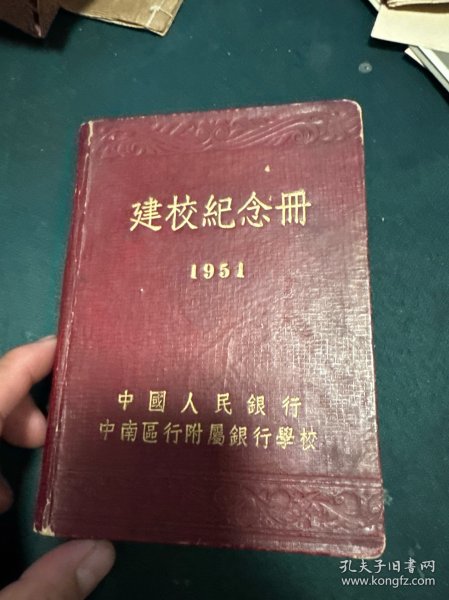 建校紀念冊
1951
中國人民銀行
中南區行附屬銀行學校
孔夫子旧书网
www.kongfz.com